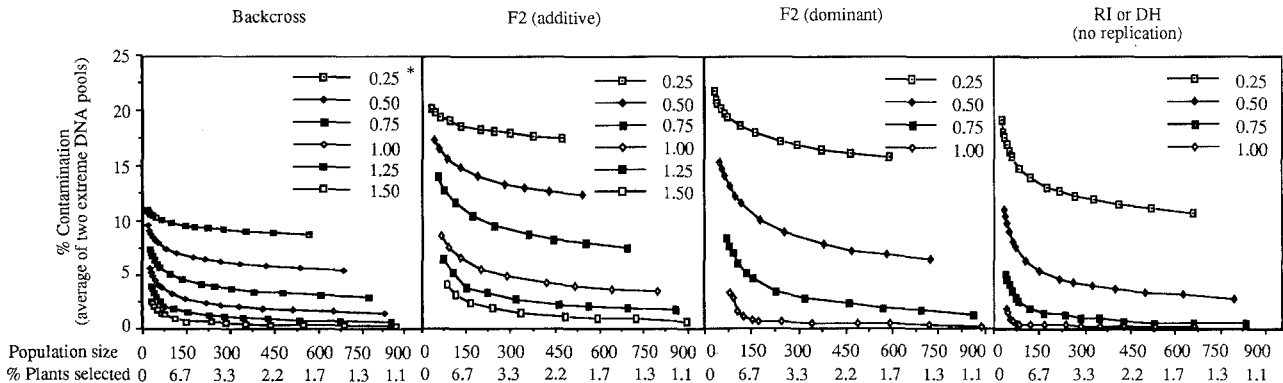 Backcross
F2 (additive)
F2 (dominant)
RI or DH
(no replication)
% Contamination
(average of two extreme DNA pools)
25
20
15
10
5
0
0.25 *
0.50
0.75
1.00
1.25
1.50
0.25
0.50
0.75
1.00
1.25
1.50
0.25
0.50
0.75
1.00
0.25
0.50
0.75
1.00
Population size 0 150 300 450 600 750 900 0 150 300 450 600 750 900 0 150 300 450 600 750 900 0 150 300 450 600 750 900
% Plants selected 0 6.7 3.3 2.2 1.7 1.3 1.1 0 6.7 3.3 2.2 1.7 1.3 1.1 0 6.7 3.3 2.2 1.7 1.3 1.1 0 6.7 3.3 2.2 1.7 1.3 1.1